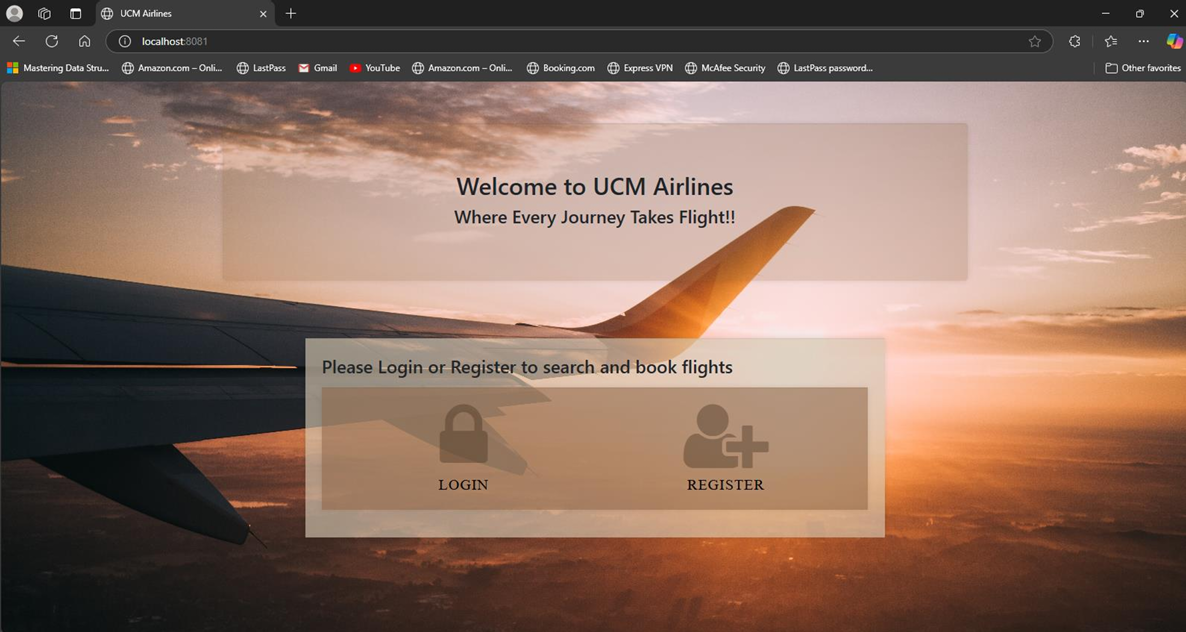 UCM Airlines
localhost:8081
Mastering Data Stru... Amazon.com – Onli... LastPass Gmail YouTube Amazon.com – Onli... Booking.com Express VPN McAfee Security LastPass password... Other favorites
Welcome to UCM Airlines
Where Every Journey Takes Flight!!
Please Login or Register to search and book flights
LOGIN REGISTER